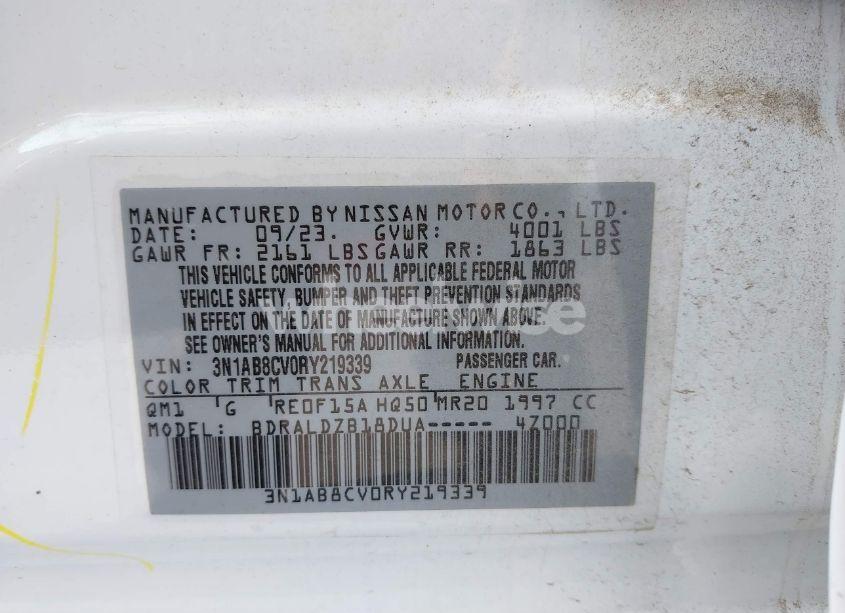 MANUFACTURED BY NISSAN MOTOR CO., LTD.
DATE: 09/23. GVWR: 4001 LBS
GAWR FR: 2161 LBS GAWR RR: 1863 LBS
THIS VEHICLE CONFORMS TO ALL APPLICABLE FEDERAL MOTOR
VEHICLE SAFETY, BUMPER AND THEFT PREVENTION STANDARDS
IN EFFECT ON THE DATE OF MANUFACTURE SHOWN ABOVE.
SEE OWNER'S MANUAL FOR ADDITIONAL INFORMATION.
VIN: 3N1AB8CV0RY219339 PASSENGER CAR.
COLOR TRIM TRANS AXLE ENGINE
QM1 G RE0F15A HQ50 MR20 1997 CC
MODEL: BDRALDZB18DUA----- 4Z000
3N1AB8CV0RY219339